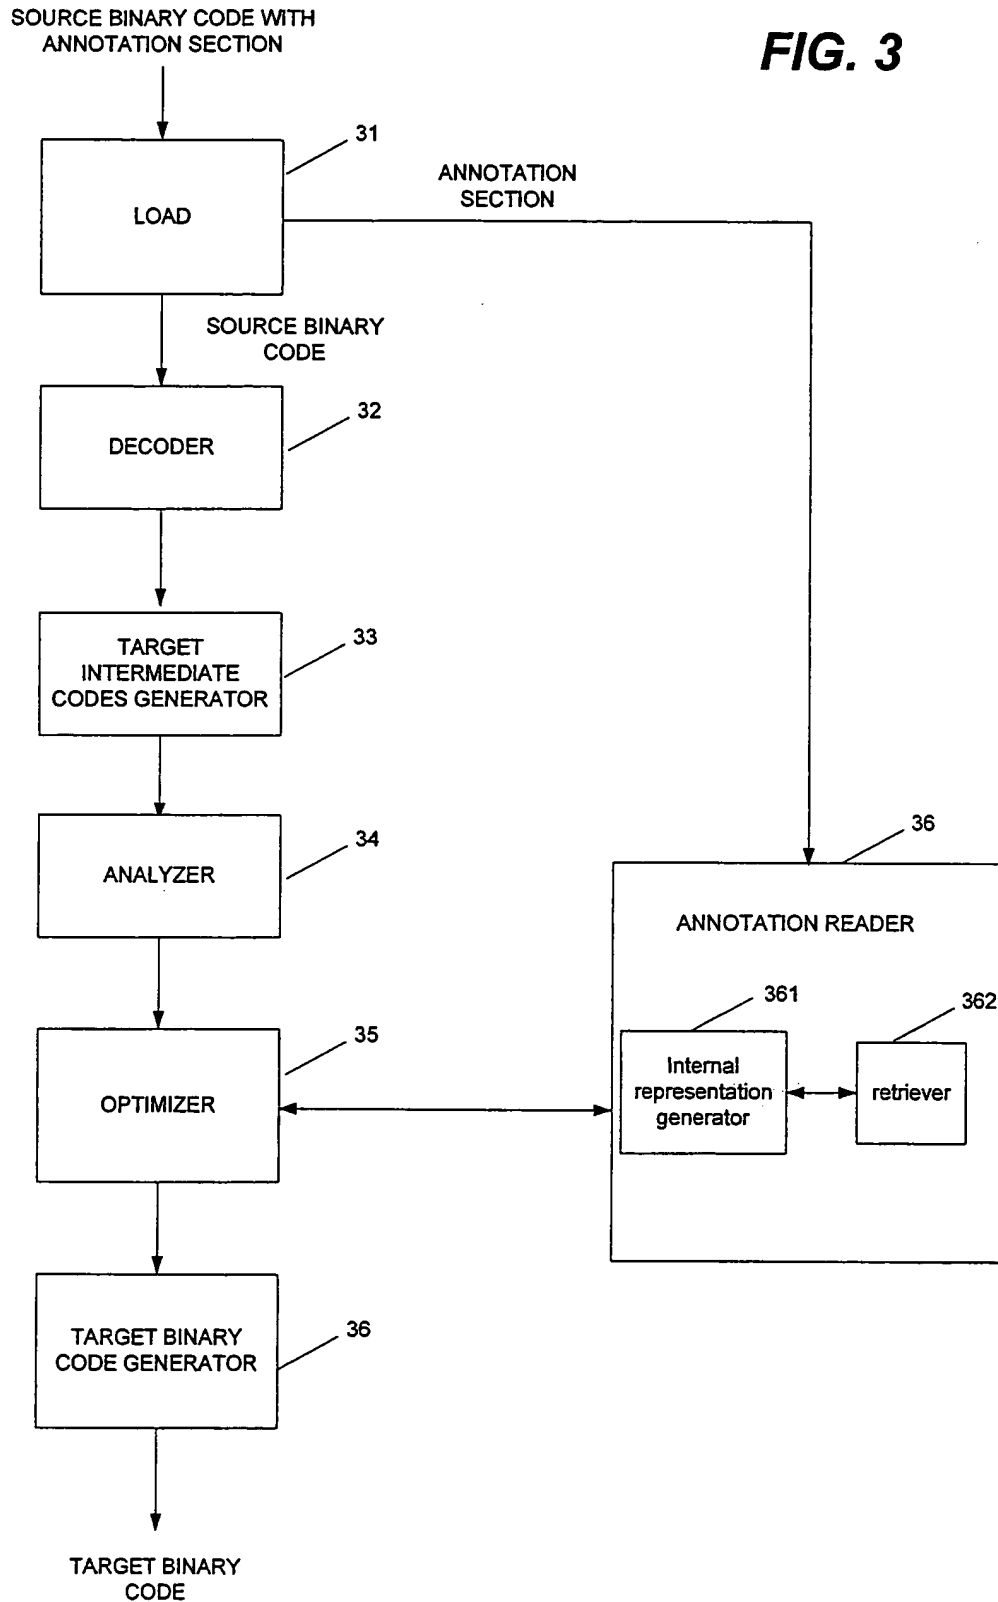 SOURCE BINARY CODE WITH
ANNOTATION SECTION
FIG. 3
31
LOAD
ANNOTATION
SECTION
SOURCE BINARY
CODE
32
DECODER
33
TARGET
INTERMEDIATE
CODES GENERATOR
34
ANALYZER
36
ANNOTATION READER
361
362
Internal
representation
generator
retriever
35
OPTIMIZER
36
TARGET BINARY
CODE GENERATOR
TARGET BINARY
CODE